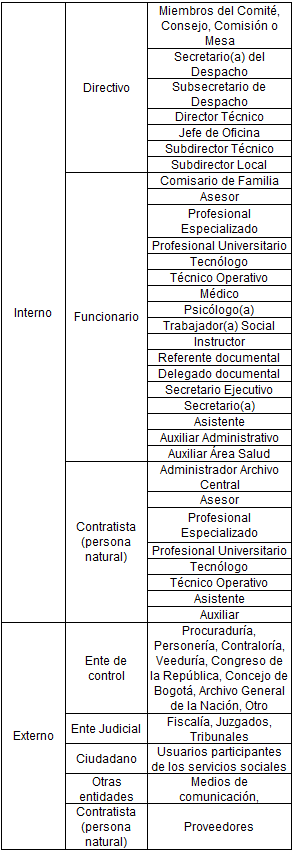 Interno
Directivo
Miembros del Comité,
Consejo, Comisión o
Mesa
Secretario(a) del
Despacho
Subsecretario de
Despacho
Director Técnico
Jefe de Oficina
Subdirector Técnico
Subdirector Local
Funcionario
Comisario de Familia
Asesor
Profesional
Especializado
Profesional Universitario
Tecnólogo
Técnico Operativo
Médico
Psicólogo(a)
Trabajador(a) Social
Instructor
Referente documental
Delegado documental
Secretario Ejecutivo
Secretario(a)
Asistente
Auxiliar Administrativo
Auxiliar Área Salud
Contratista
(persona
natural)
Administrador Archivo
Central
Asesor
Profesional
Especializado
Profesional Universitario
Tecnólogo
Técnico Operativo
Asistente
Auxiliar
Externo
Ente de
control
Procuraduría,
Personería, Contraloría,
Veeduría, Congreso de
la República, Concejo de
Bogotá, Archivo General
de la Nación, Otro
Ente Judicial
Fiscalía, Juzgados,
Tribunales
Ciudadano
Usuarios participantes
de los servicios sociales
Otras
entidades
Medios de
comunicación,
Contratista
(persona
natural)
Proveedores